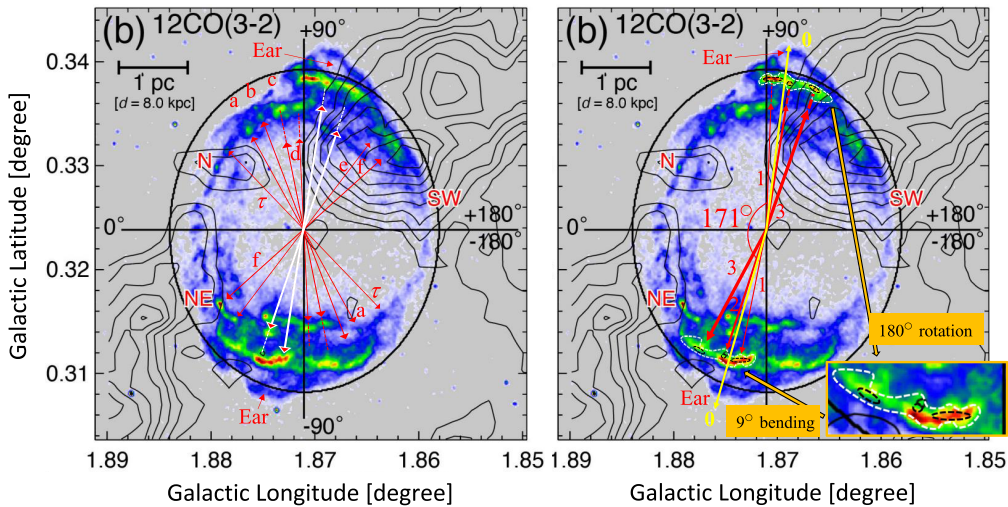 (b) 12CO(3-2)
+90°
Ear
1 pc
[d = 8.0 kpc]
a b c
d
e f
N
τ
SW
0°
+180°
-180°
f
τ
NE
a
Ear
-90°
0.34
0.33
0.32
0.31
Galactic Latitude [degree]
1.89 1.88 1.87 1.86 1.85
Galactic Longitude [degree]
(b) 12CO(3-2)
+90°
0
Ear
1 pc
[d = 8.0 kpc]
N
1
3
SW
171°
0°
+180°
-180°
3
1
NE
2
180° rotation
Ear
0
9° bending
-90°
1.89 1.88 1.87 1.86 1.85
Galactic Longitude [degree]